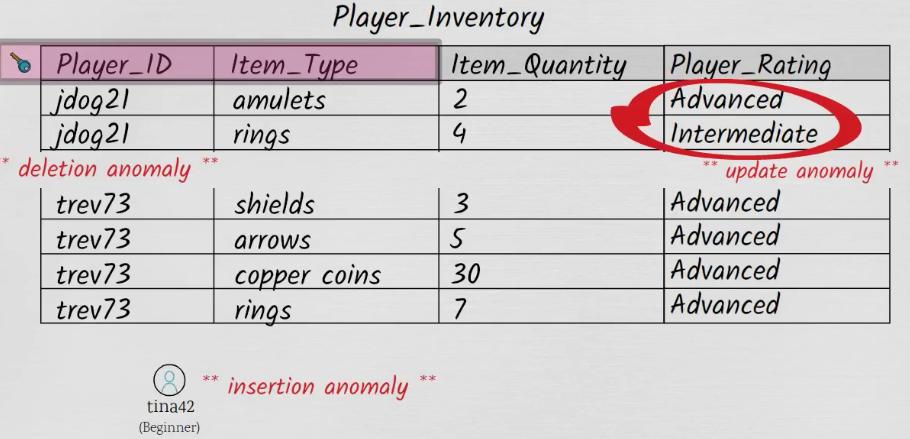 Player_Inventory
Player_ID Item_Type Item_Quantity Player_Rating
jdog21 amulets 2 Advanced
jdog21 rings 4 Intermediate
** deletion anomaly ** ** update anomaly **
trev73 shields 3 Advanced
trev73 arrows 5 Advanced
trev73 copper coins 30 Advanced
trev73 rings 7 Advanced
** insertion anomaly **
tina42
(Beginner)